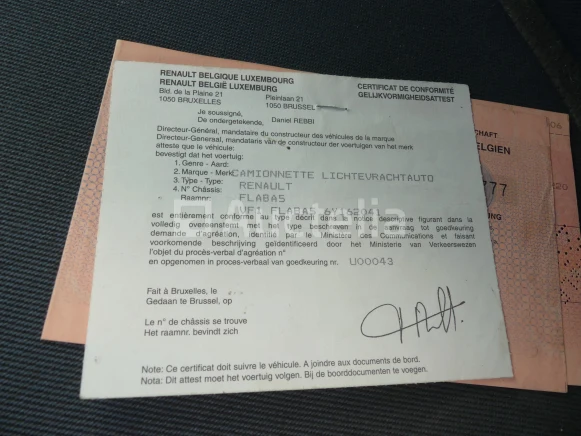 RENAULT BELGIQUE LUXEMBOURG
RENAULT BELGIË LUXEMBURG
Bld. de la Plaine 21 Pleinlaan 21
1050 BRUXELLES 1050 BRUSSEL
CERTIFICAT DE CONFORMITÉ
GELIJKVORMIGHEIDSATTEST
Je soussigné,
De ondergetekende, Daniel REBBI
Directeur-Général, mandataire du constructeur des véhicules de la marque
Directeur-Generaal, mandataris van de constructeur der voertuigen van het merk
atteste que le véhicule:
bevestigt dat het voertuig:
1. Genre - Aard: CAMIONNETTE LICHTEVRACHTAUTO
2. Marque - Merk: RENAULT
3. Type - Type: FLABA5
4. N° Châssis:
Raamnr:
est entièrement conforme au type décrit dans la notice descriptive figurant dans la
volledig overeenstemt met het type beschreven in de aanvraag tot goedkeuring
demande d'agréation, identifié par le Ministère des Communications et faisant
voorkomende beschrijving geïdentificeerd door het Ministerie van Verkeerswezen
l'objet du procès-verbal d'agréation n°
en opgenomen in proces-verbaal van goedkeuring nr. U00043
Fait à Bruxelles, le
Gedaan te Brussel, op
Le n° de châssis se trouve
Het raamnr. bevindt zich
Note: Ce certificat doit suivre le véhicule. A joindre aux documents de bord.
Nota: Dit attest moet het voertuig volgen. Bij de boorddocumenten te voegen.
SCHAFT
BELGIEN
777
Autelia